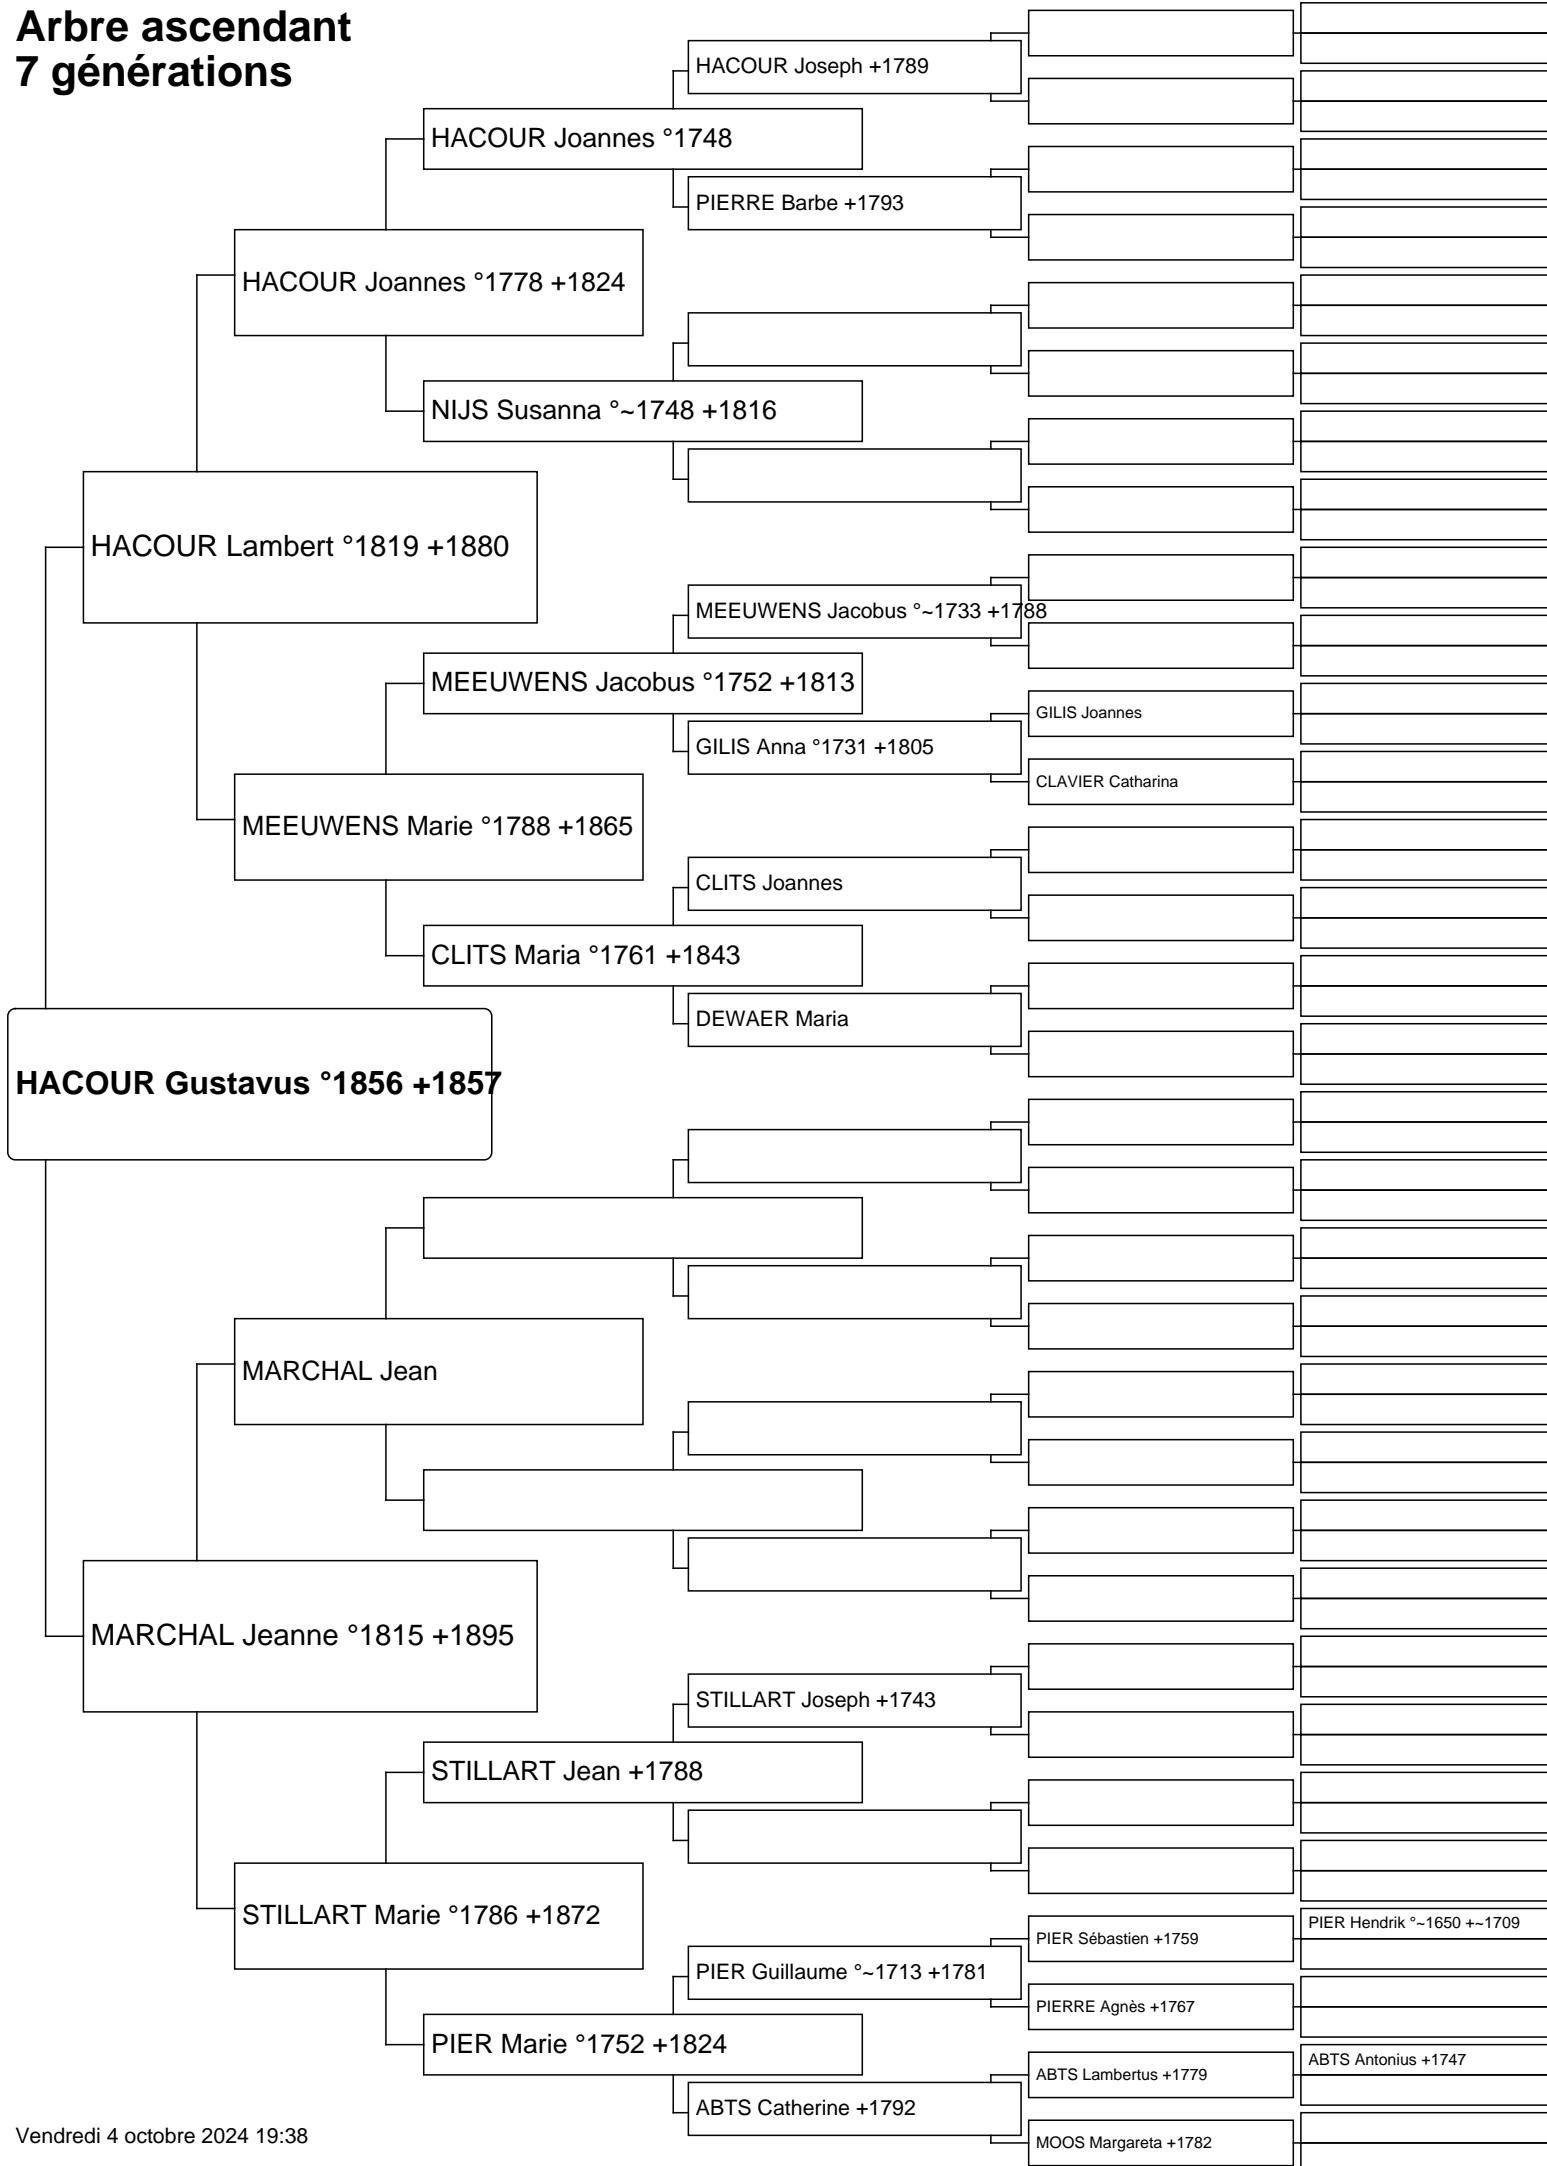 Arbre ascendant
7 générations
HACOUR Joseph +1789
HACOUR Joannes °1748
PIERRE Barbe +1793
HACOUR Joannes °1778 +1824
NIJS Susanna °~1748 +1816
HACOUR Lambert °1819 +1880
MEEUWENS Jacobus °~1733 +1788
MEEUWENS Jacobus °1752 +1813
GILIS Joannes
GILIS Anna °1731 +1805
CLAVIER Catharina
MEEUWENS Marie °1788 +1865
CLITS Joannes
CLITS Maria °1761 +1843
DEWAER Maria
HACOUR Gustavus °1856 +1857
MARCHAL Jean
MARCHAL Jeanne °1815 +1895
STILLART Joseph +1743
STILLART Jean +1788
STILLART Marie °1786 +1872
PIER Hendrik °~1650 +~1709
PIER Sébastien +1759
PIER Guillaume °~1713 +1781
PIERRE Agnès +1767
PIER Marie °1752 +1824
ABTS Antonius +1747
ABTS Lambertus +1779
ABTS Catherine +1792
MOOS Margareta +1782
Vendredi 4 octobre 2024 19:38